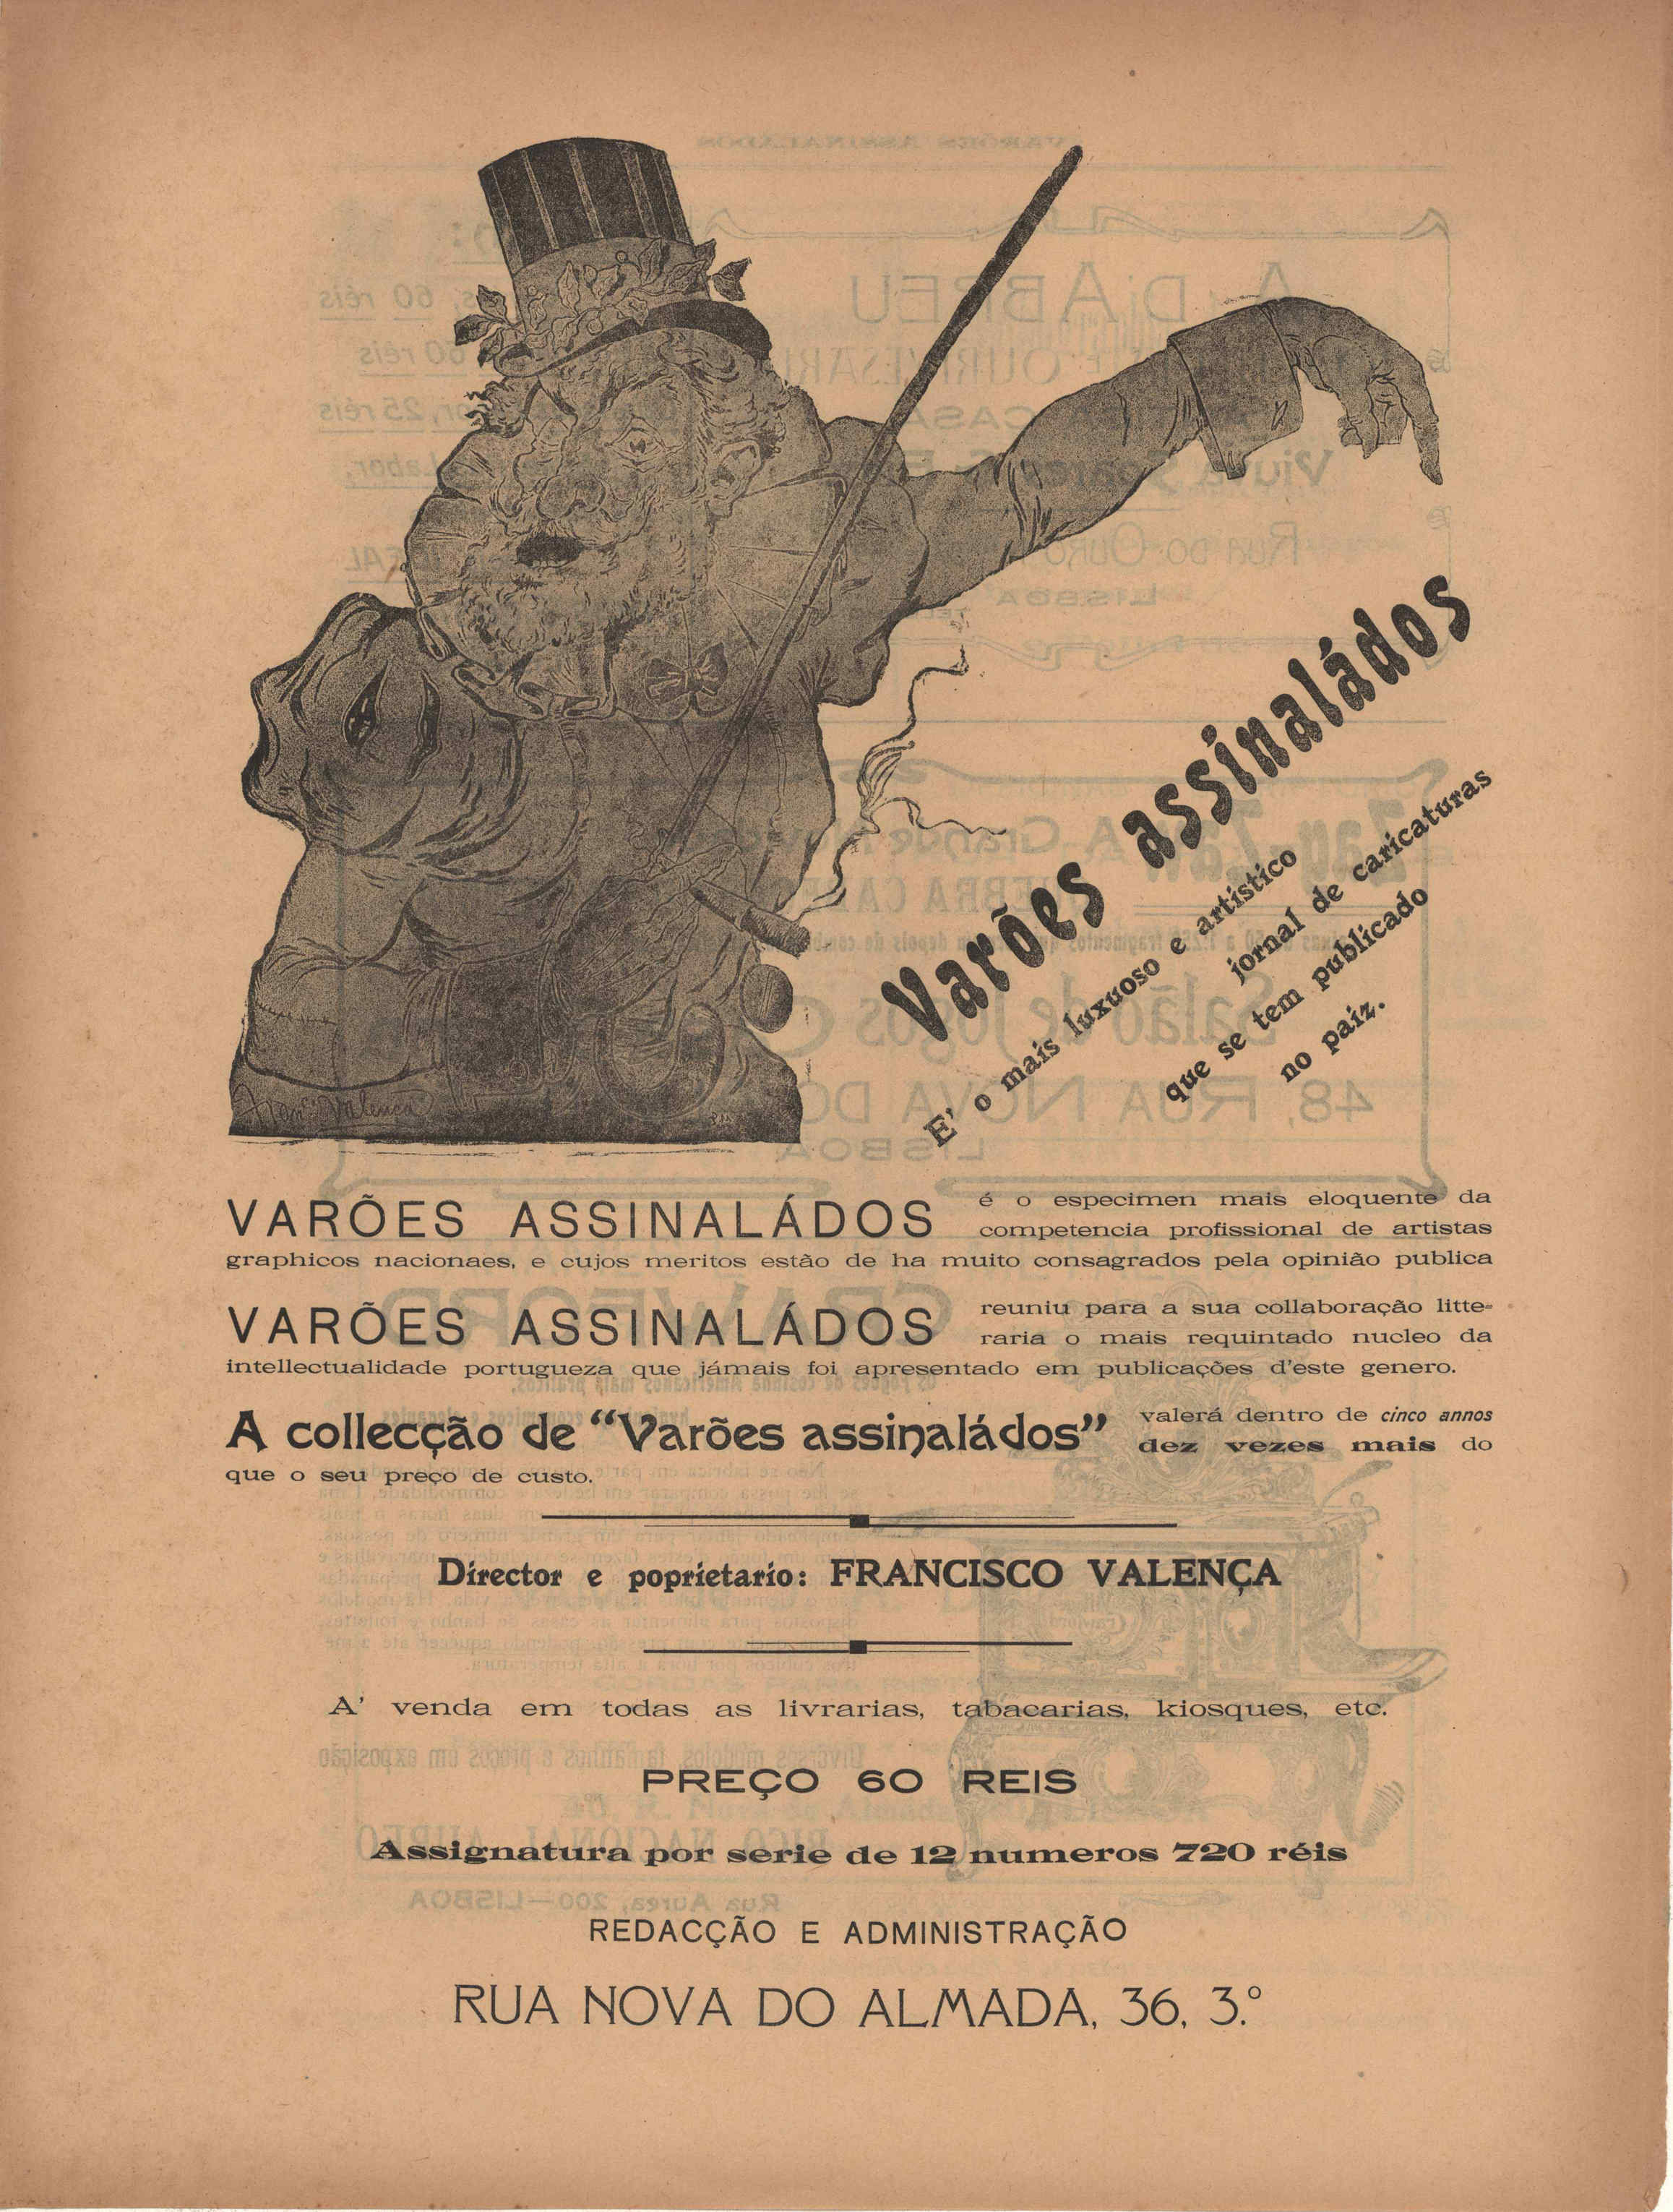 Varões assinaládos
E' o mais luxuoso e artistico
jornal de caricaturas
que se tem publicado
no paiz.
Franc.º Valença
VARÕES ASSINALÁDOS é o especimen mais eloquente da
competencia profissional de artistas
graphicos nacionaes, e cujos meritos estão de ha muito consagrados pela opinião publica
VARÕES ASSINALÁDOS reuniu para a sua collaboração litte-
raria o mais requintado nucleo da
intellectualidade portugueza que jámais foi apresentado em publicações d'este genero.
A collecção de "Varões assinaládos" valerá dentro de cinco annos
dez vezes mais do
que o seu preço de custo.
Director e poprietario: FRANCISCO VALENÇA
A' venda em todas as livrarias, tabacarias, kiosques, etc.
PREÇO 60 REIS
Assignatura por serie de 12 numeros 720 réis
REDACÇÃO E ADMINISTRAÇÃO
RUA NOVA DO ALMADA, 36, 3.º